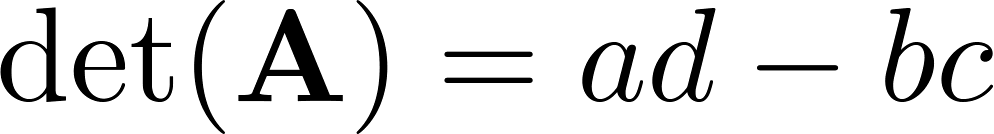 det(𝐀) = ad − bc